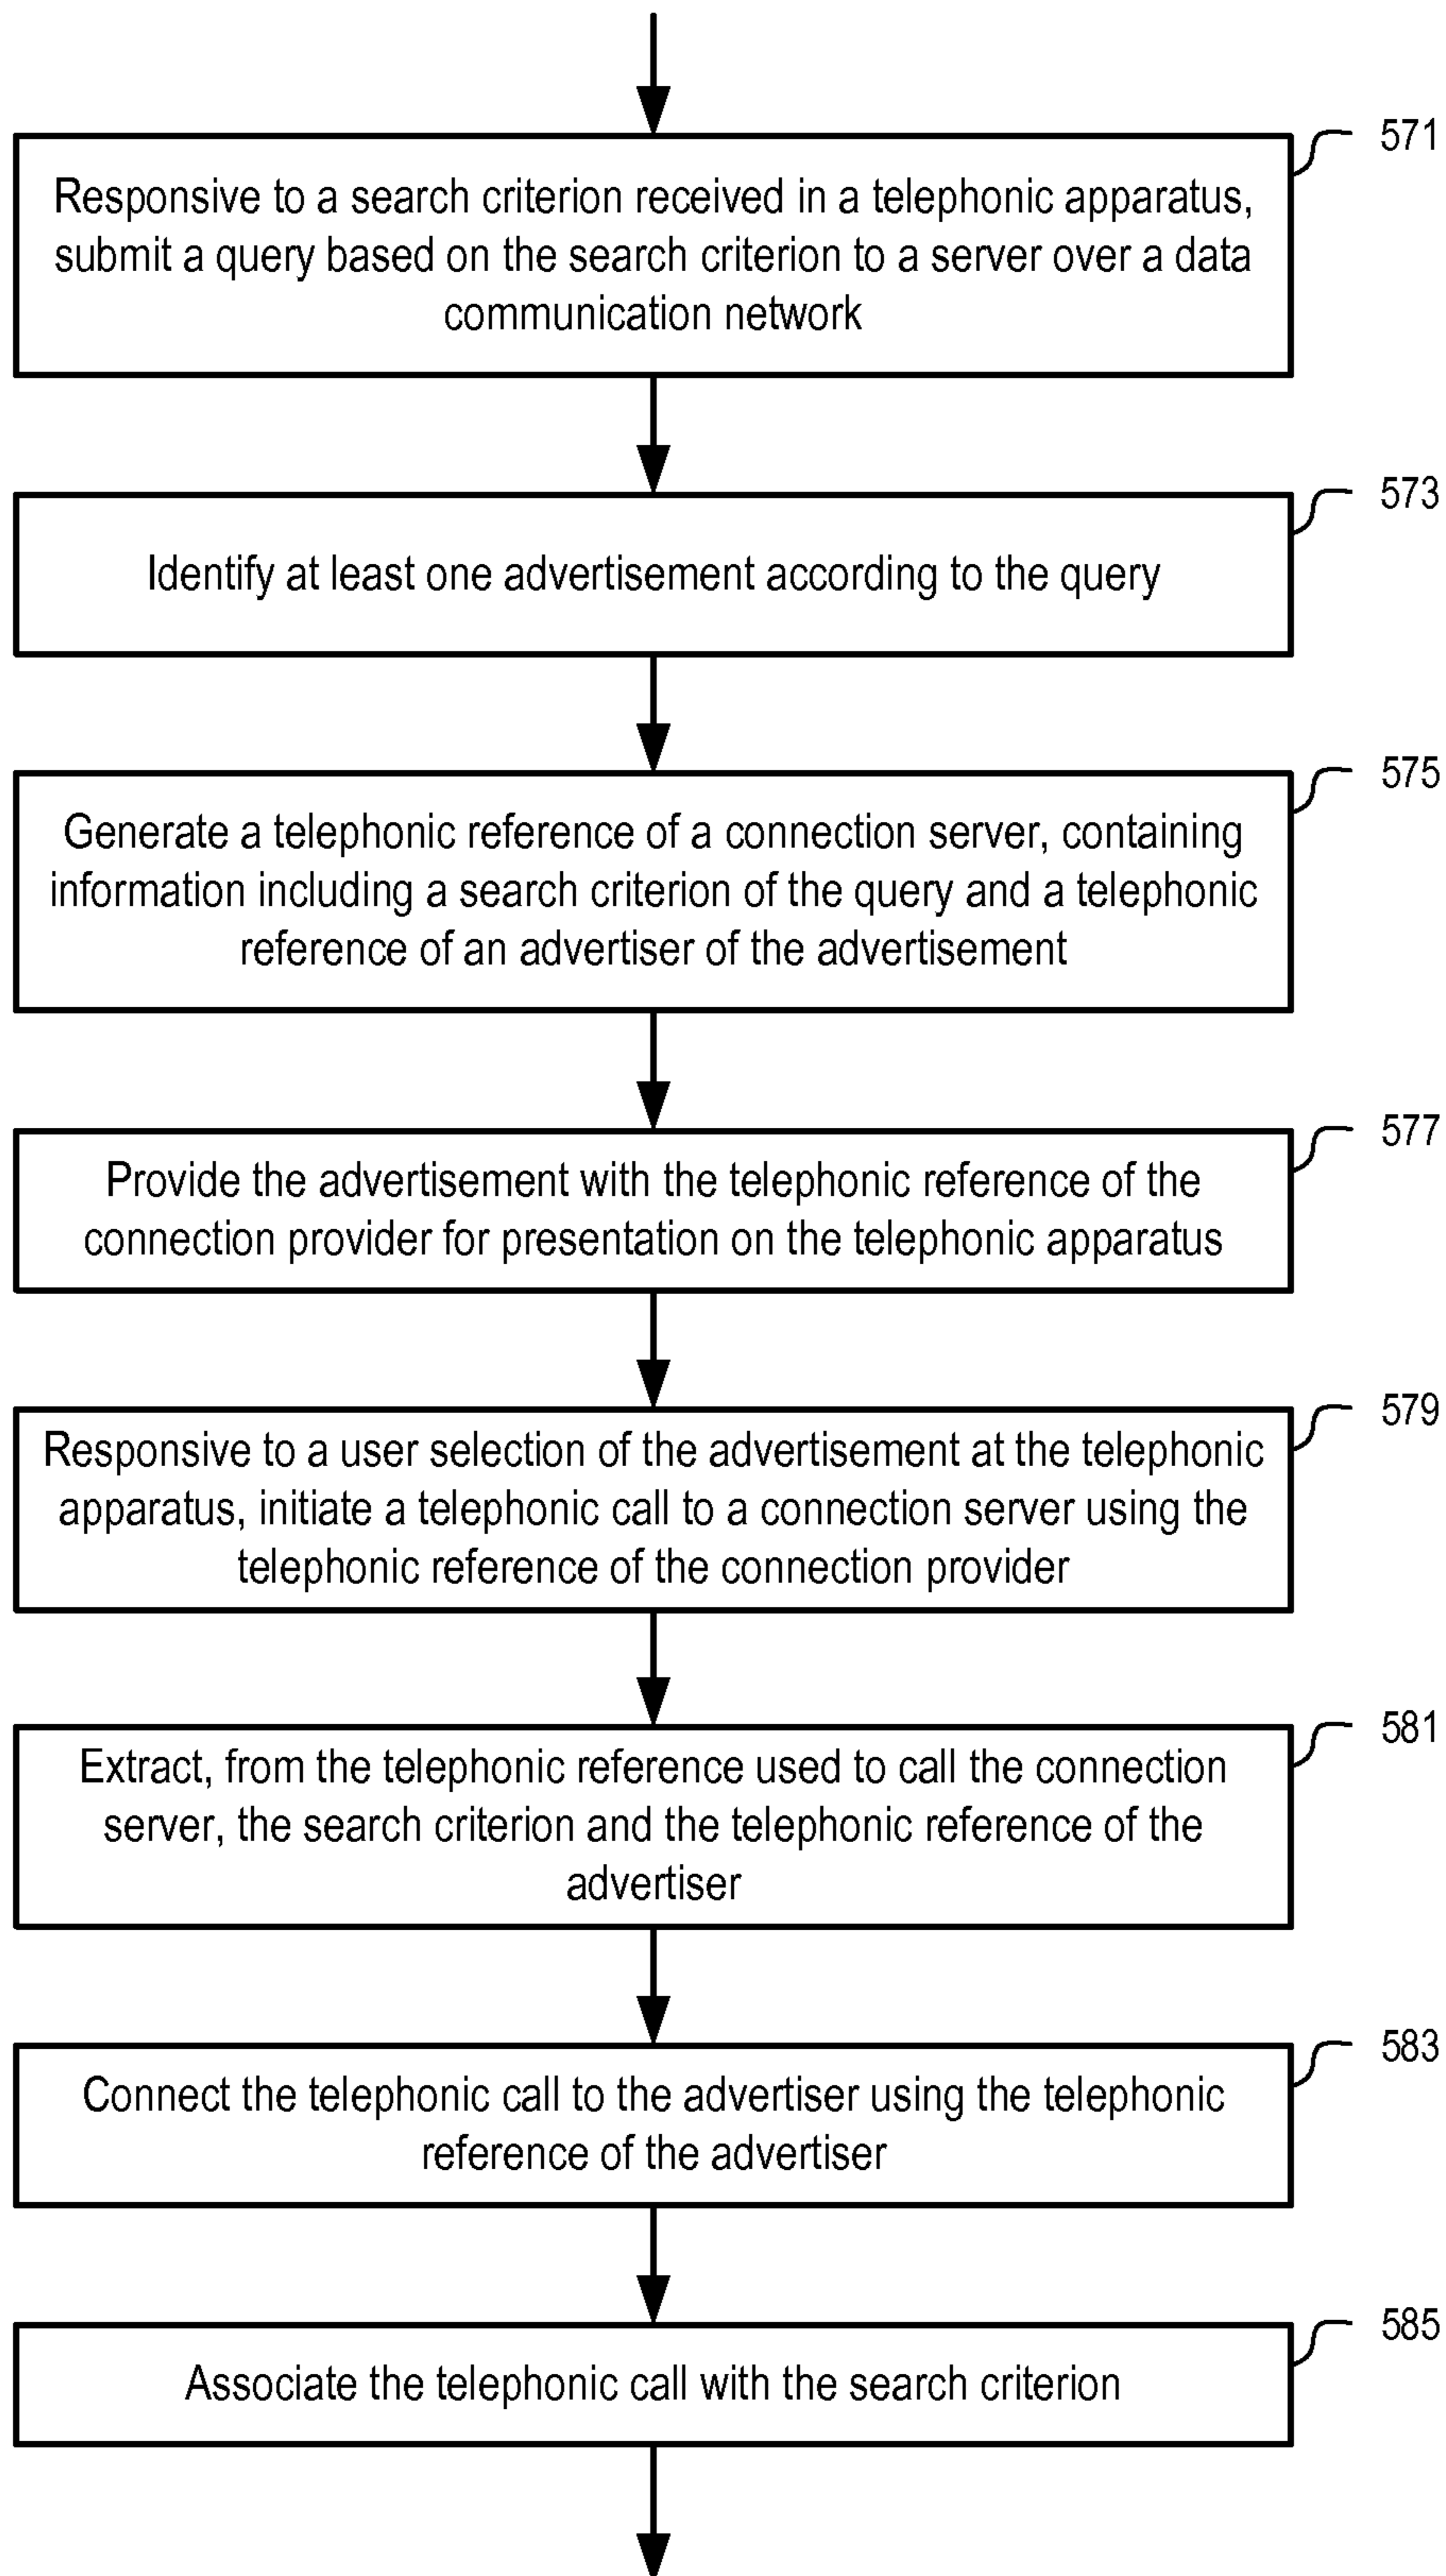 571
Responsive to a search criterion received in a telephonic apparatus,
submit a query based on the search criterion to a server over a data
communication network
573
Identify at least one advertisement according to the query
575
Generate a telephonic reference of a connection server, containing
information including a search criterion of the query and a telephonic
reference of an advertiser of the advertisement
577
Provide the advertisement with the telephonic reference of the
connection provider for presentation on the telephonic apparatus
579
Responsive to a user selection of the advertisement at the telephonic
apparatus, initiate a telephonic call to a connection server using the
telephonic reference of the connection provider
581
Extract, from the telephonic reference used to call the connection
server, the search criterion and the telephonic reference of the
advertiser
583
Connect the telephonic call to the advertiser using the telephonic
reference of the advertiser
585
Associate the telephonic call with the search criterion